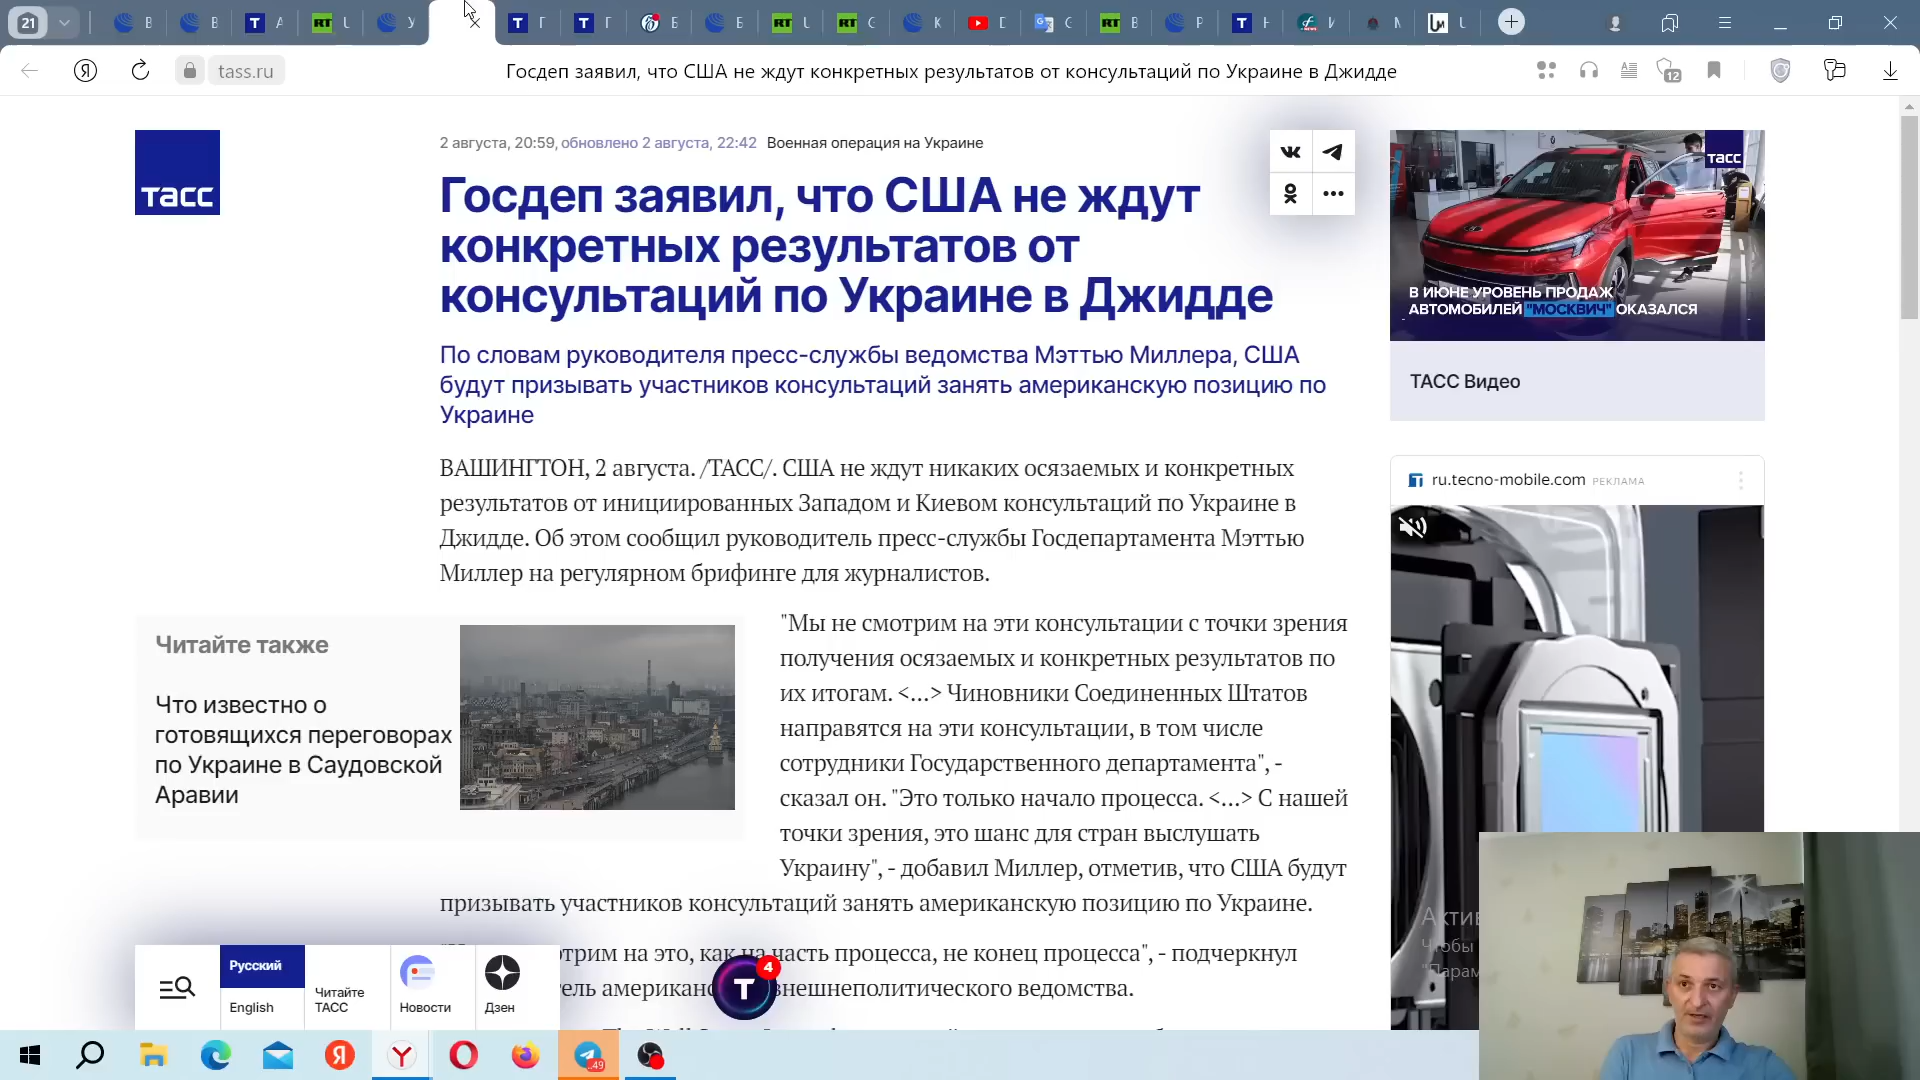 21
tass.ru
Госдеп заявил, что США не ждут конкретных результатов от консультаций по Украине в Джидде
12
ТАСС
2 августа, 20:59, обновлено 2 августа, 22:42 Военная операция на Украине
Госдеп заявил, что США не ждут
конкретных результатов от
консультаций по Украине в Джидде
По словам руководителя пресс-службы ведомства Мэттью Миллера, США
будут призывать участников консультаций занять американскую позицию по
Украине
ВАШИНГТОН, 2 августа. /ТАСС/. США не ждут никаких осязаемых и конкретных
результатов от инициированных Западом и Киевом консультаций по Украине в
Джидде. Об этом сообщил руководитель пресс-службы Госдепартамента Мэттью
Миллер на регулярном брифинге для журналистов.
Читайте также
Что известно о
готовящихся переговорах
по Украине в Саудовской
Аравии
"Мы не смотрим на эти консультации с точки зрения
получения осязаемых и конкретных результатов по
их итогам. <...> Чиновники Соединенных Штатов
направятся на эти консультации, в том числе
сотрудники Государственного департамента", -
сказал он. "Это только начало процесса. <...> С нашей
точки зрения, это шанс для стран выслушать
Украину", - добавил Миллер, отметив, что США будут
призывать участников консультаций занять американскую позицию по Украине.
на это, как на часть процесса, не конец процесса", - подчеркнул
внешнеполитического ведомства.
ТАСС
В ИЮНЕ УРОВЕНЬ ПРОДАЖ
АВТОМОБИЛЕЙ "МОСКВИЧ" ОКАЗАЛСЯ
ТАСС Видео
ru.tecno-mobile.com РЕКЛАМА
Чтобы
Русский
English
Читайте
ТАСС
Новости
Дзен
T
4
49